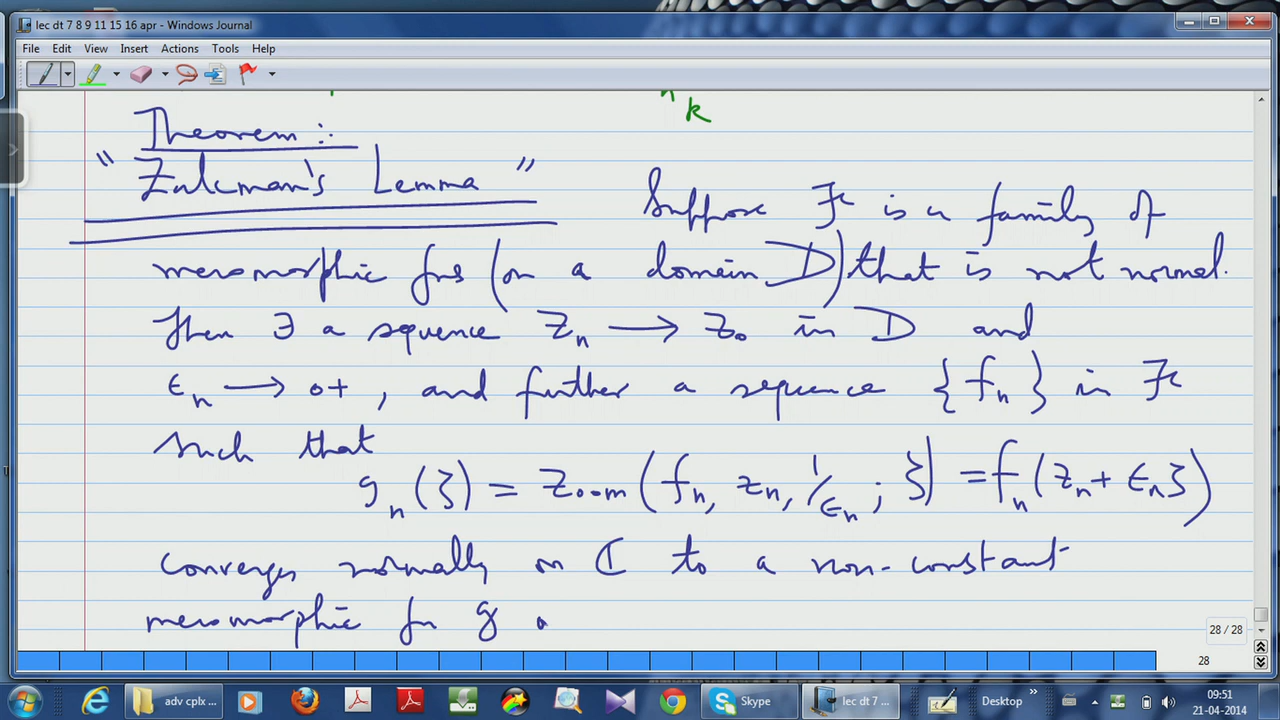 lec dt 7 8 9 11 15 16 apr - Windows Journal
File Edit View Insert Actions Tools Help
k
Theorem :
" Zalcman's Lemma "
Suppose ℱ is a family of
meromorphic fns (on a domain D) that is not normal.
Then ∃ a sequence zₙ → z₀ in D and
ϵₙ → 0+ , and further a sequence {fₙ} in ℱ
such that
gₙ(ζ) = Zoom(fₙ, zₙ, 1/ϵₙ ; ζ) = fₙ(zₙ + ϵₙζ)
converges normally on ℂ to a non-constant
meromorphic fn g
28 / 28
28
adv cplx ...
Skype
lec dt 7 ...
Desktop
09:51
21-04-2014